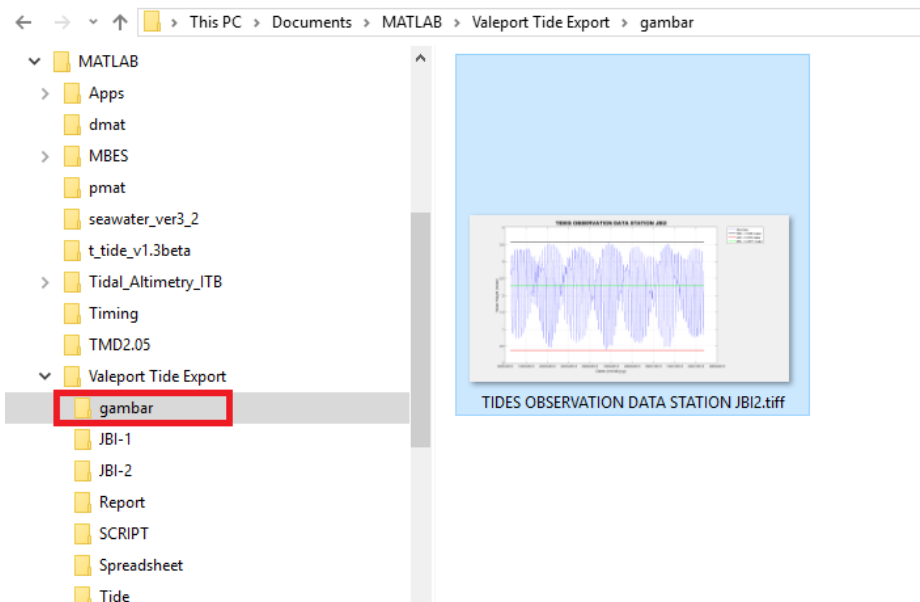 This PC > Documents > MATLAB > Valeport Tide Export > gambar
MATLAB
Apps
dmat
MBES
pmat
seawater_ver3_2
t_tide_v1.3beta
Tidal_Altimetry_ITB
Timing
TMD2.05
Valeport Tide Export
gambar
JBI-1
JBI-2
Report
SCRIPT
Spreadsheet
Tide
TIDES OBSERVATION DATA STATION JBI2
TIDES OBSERVATION DATA STATION JBI2.tiff